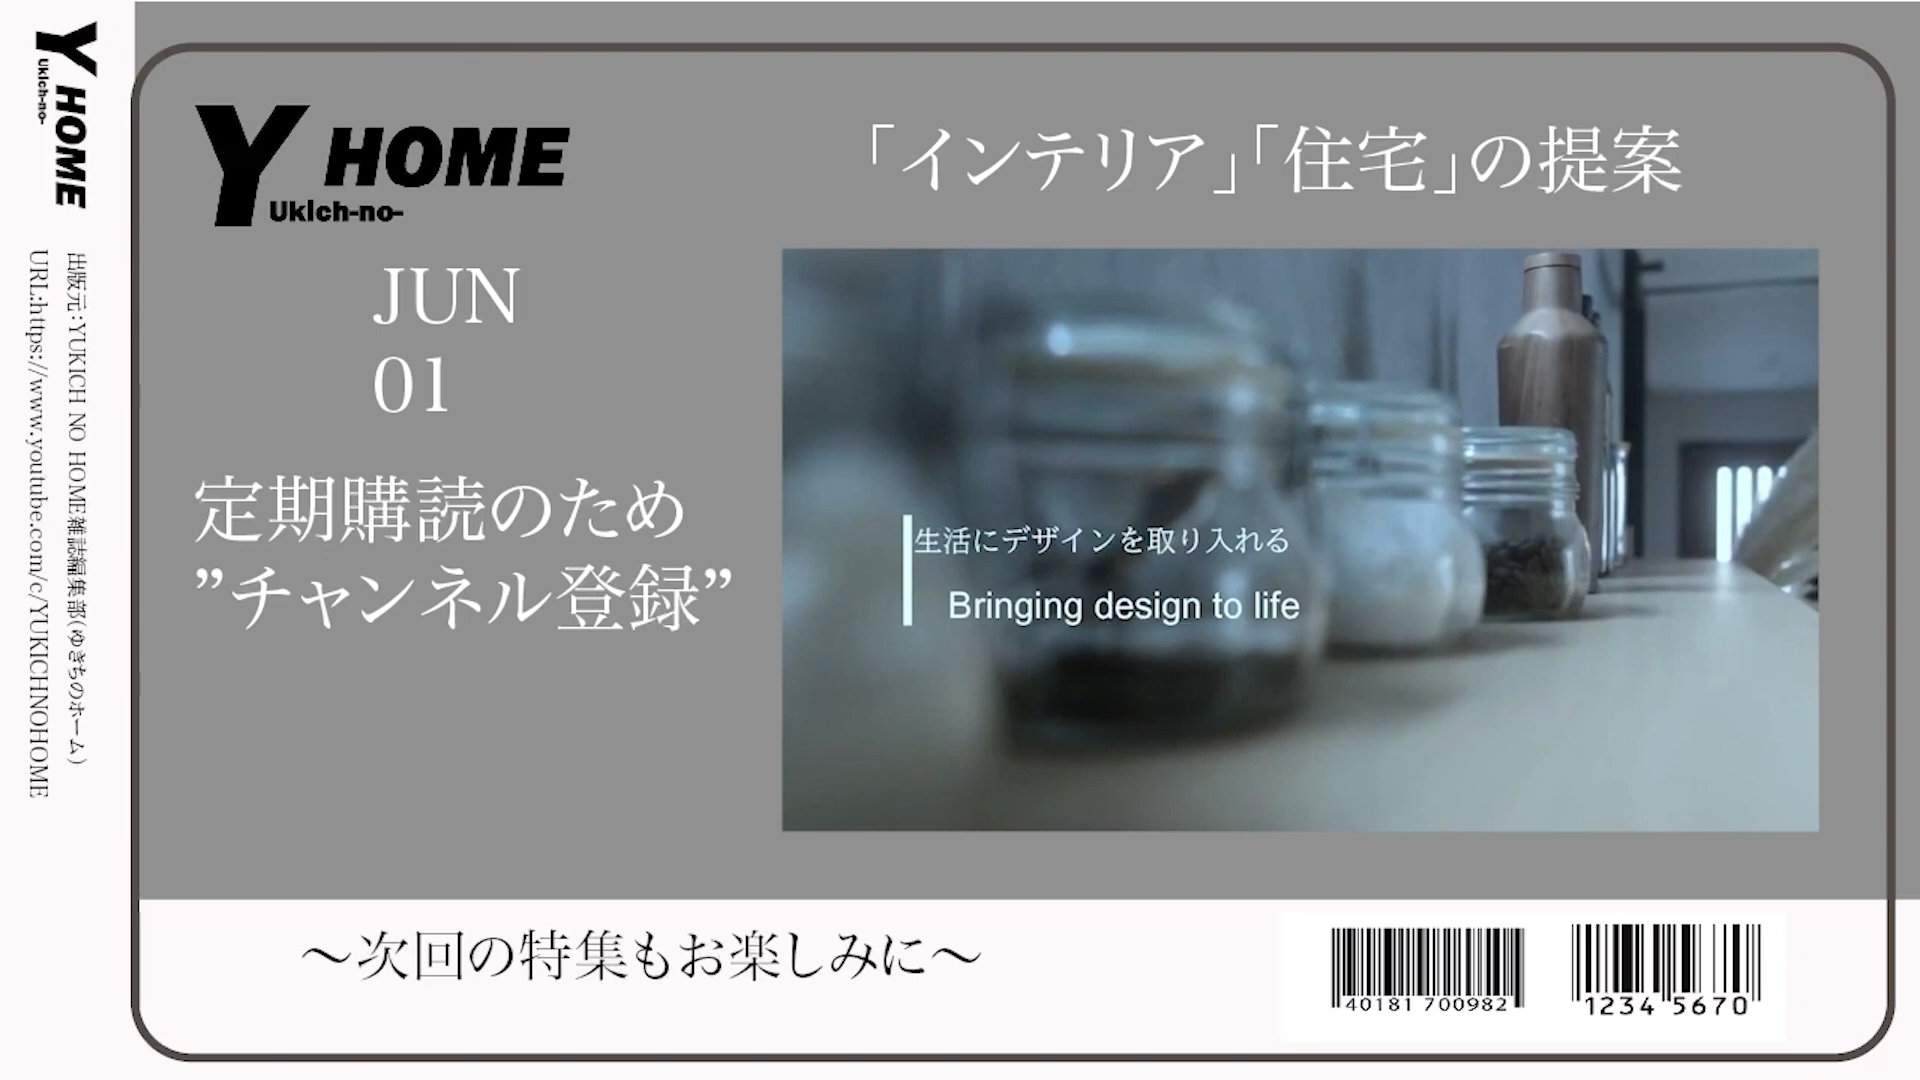 Y HOME
Ukich-no-
出版元:YUKICH NO HOME雑誌編集部(ゆきちのホーム)
URL:https://www.youtube.com/c/YUKICHNOHOME
Y HOME
Ukich-no-
「インテリア」「住宅」の提案
JUN
01
定期購読のため
”チャンネル登録”
生活にデザインを取り入れる
Bringing design to life
～次回の特集もお楽しみに～
40181 700982
1234 5670